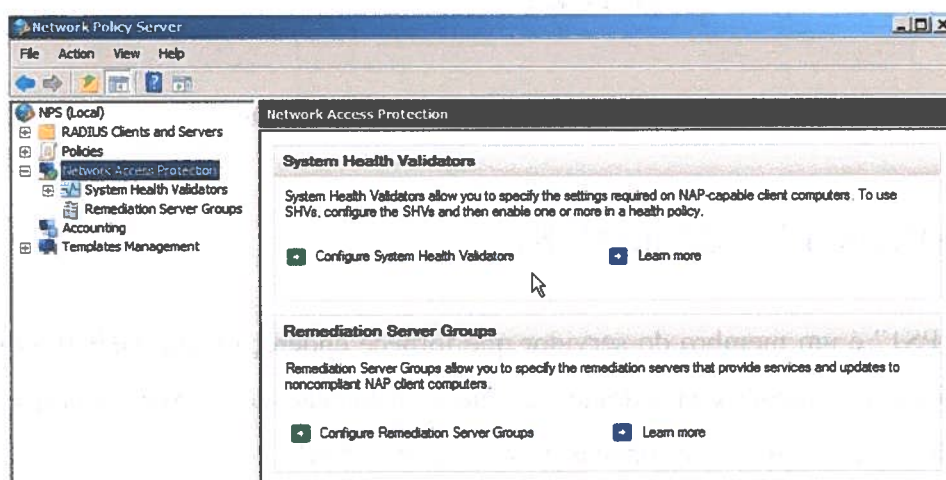 Network Policy Server
File Action View Help
NPS (Local)
RADIUS Clients and Servers
Policies
Network Access Protection
System Health Validators
Remediation Server Groups
Accounting
Templates Management
Network Access Protection
System Health Validators
System Health Validators allow you to specify the settings required on NAP-capable client computers. To use
SHVs, configure the SHVs and then enable one or more in a health policy.
Configure System Health Validators
Learn more
Remediation Server Groups
Remediation Server Groups allow you to specify the remediation servers that provide services and updates to
noncompliant NAP client computers.
Configure Remediation Server Groups
Learn more